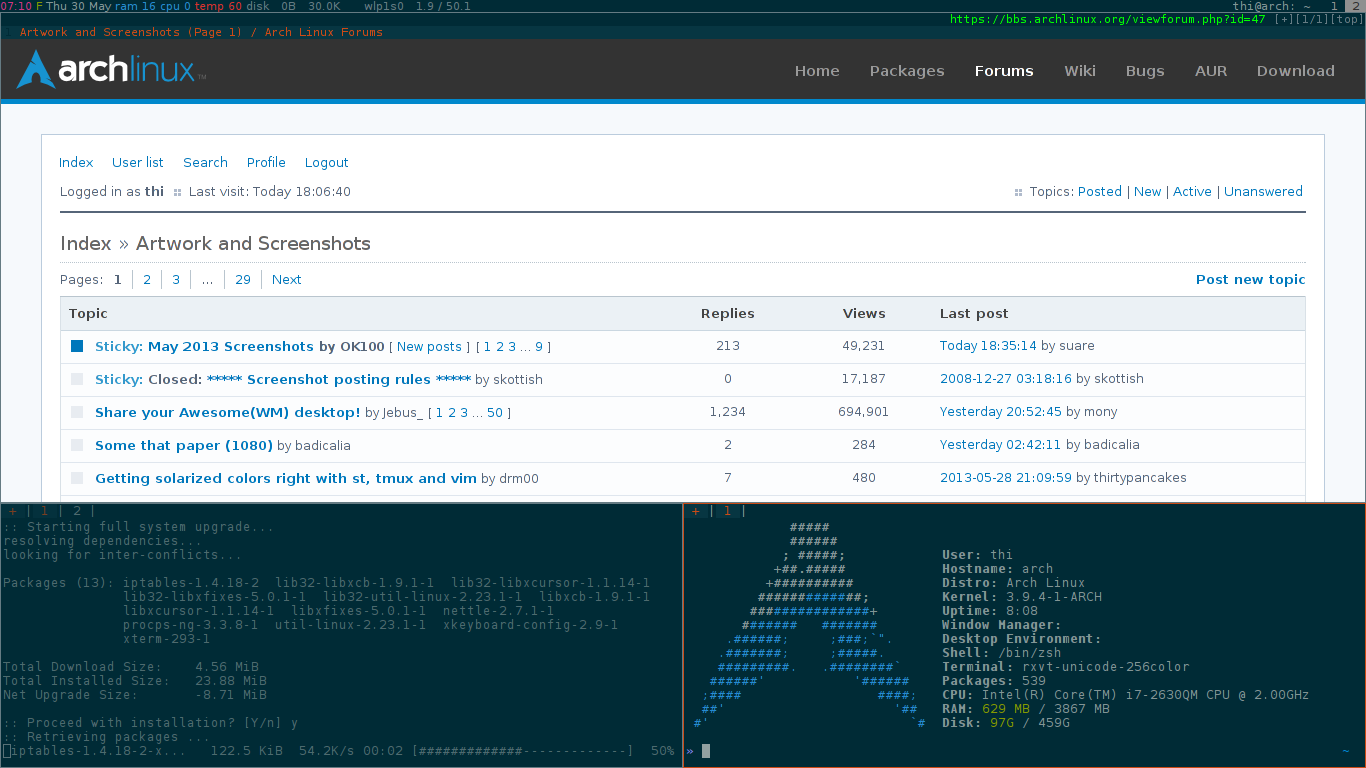 07:10 F Thu 30 May ram 16 cpu 0 temp 60 disk 0B 30.0K wlp1s0 1.9 / 50.1 thi@arch: ~ 1 2
https://bbs.archlinux.org/viewforum.php?id=47 [+][1/1][top]
1 Artwork and Screenshots (Page 1) / Arch Linux Forums
archlinux™ Home Packages Forums Wiki Bugs AUR Download
Index User list Search Profile Logout
Logged in as thi Last visit: Today 18:06:40 Topics: Posted | New | Active | Unanswered
Index » Artwork and Screenshots
Pages: 1 2 3 … 29 Next Post new topic
Topic Replies Views Last post
Sticky: May 2013 Screenshots by OK100 [ New posts ] [ 1 2 3 … 9 ] 213 49,231 Today 18:35:14 by suare
Sticky: Closed: ***** Screenshot posting rules ***** by skottish 0 17,187 2008-12-27 03:18:16 by skottish
Share your Awesome(WM) desktop! by Jebus_ [ 1 2 3 … 50 ] 1,234 694,901 Yesterday 20:52:45 by mony
Some that paper (1080) by badicalia 2 284 Yesterday 02:42:11 by badicalia
Getting solarized colors right with st, tmux and vim by drm00 7 480 2013-05-28 21:09:59 by thirtypancakes
+ | 1 | 2 |
:: Starting full system upgrade...
resolving dependencies...
looking for inter-conflicts...
Packages (13): iptables-1.4.18-2 lib32-libxcb-1.9.1-1 lib32-libxcursor-1.1.14-1
lib32-libxfixes-5.0.1-1 lib32-util-linux-2.23.1-1 libxcb-1.9.1-1
libxcursor-1.1.14-1 libxfixes-5.0.1-1 nettle-2.7.1-1
procps-ng-3.3.8-1 util-linux-2.23.1-1 xkeyboard-config-2.9-1
xterm-293-1
Total Download Size: 4.56 MiB
Total Installed Size: 23.88 MiB
Net Upgrade Size: -8.71 MiB
:: Proceed with installation? [Y/n] y
:: Retrieving packages ...
iptables-1.4.18-2-x... 122.5 KiB 54.2K/s 00:02 [#############-------------] 50%
+ | 1 |
#####
######
; #####;
+##.#####
+##########
#############;
###############+
####### #######
.######; ;###;`".
.#######; ;#####.
#########. .########`
######' '######
;#### ####;
##' '##
#' `#
User: thi
Hostname: arch
Distro: Arch Linux
Kernel: 3.9.4-1-ARCH
Uptime: 8:08
Window Manager:
Desktop Environment:
Shell: /bin/zsh
Terminal: rxvt-unicode-256color
Packages: 539
CPU: Intel(R) Core(TM) i7-2630QM CPU @ 2.00GHz
RAM: 629 MB / 3867 MB
Disk: 97G / 459G
» ~